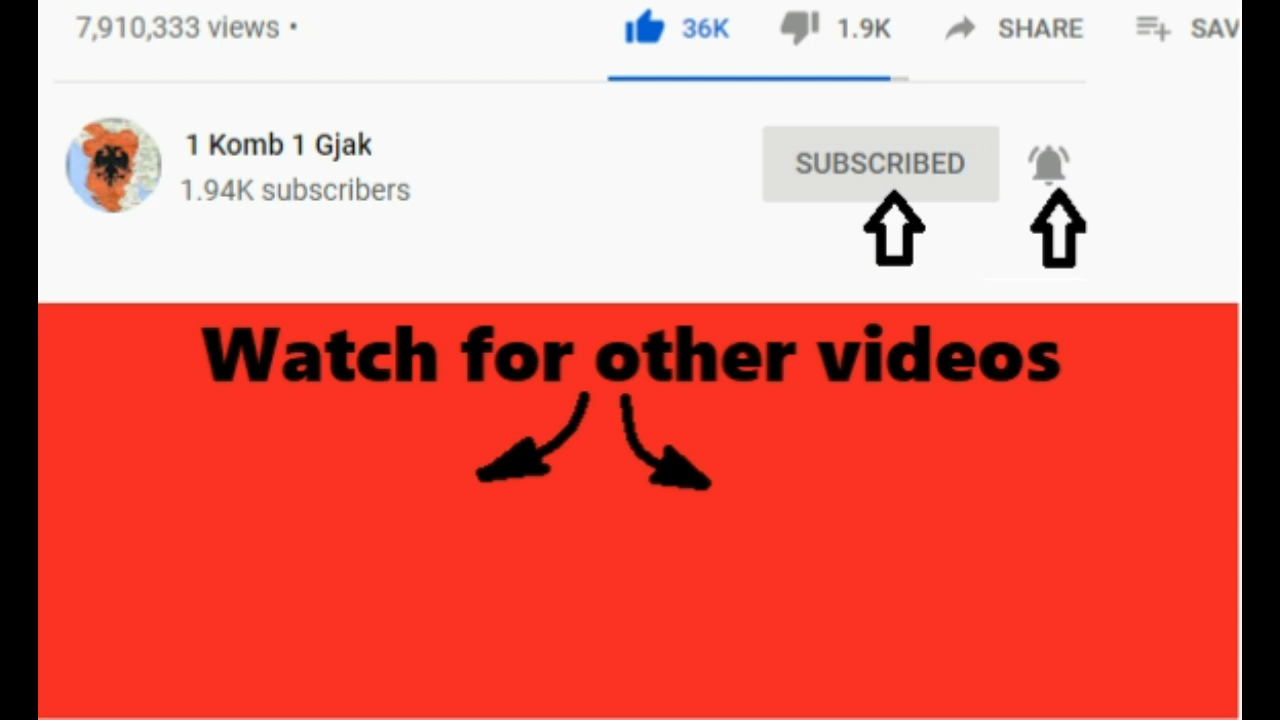 7,910,333 views •
36K
1.9K
SHARE
SAV
1 Komb 1 Gjak
1.94K subscribers
SUBSCRIBED
Watch for other videos